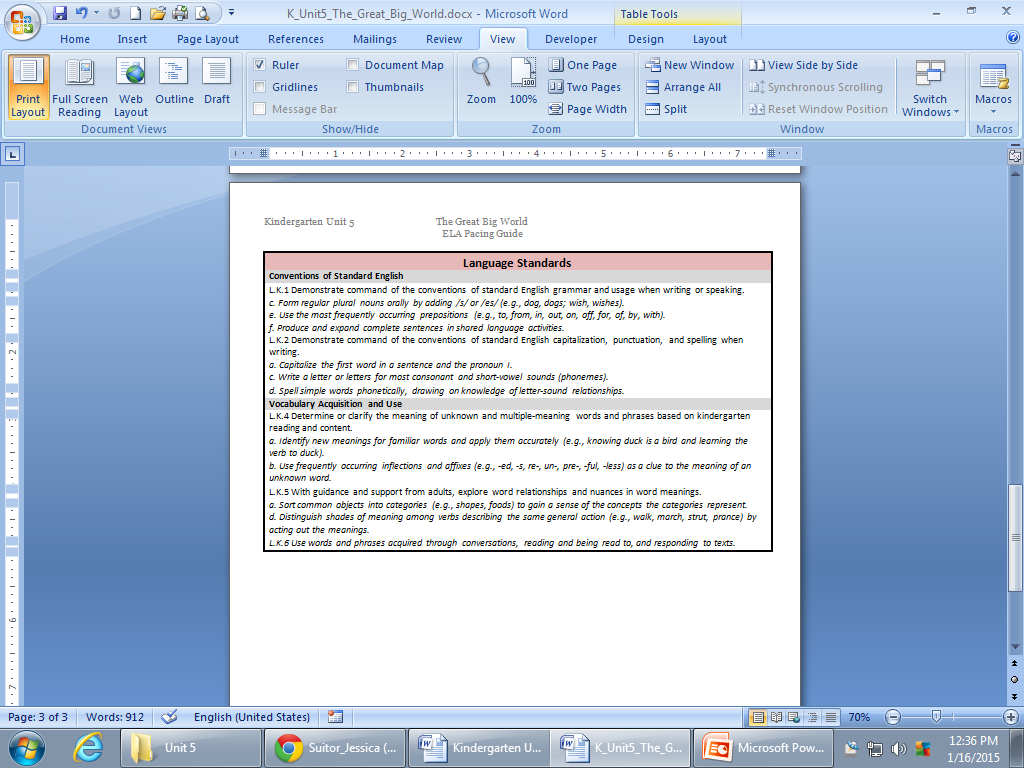 K_Unit5_The_Great_Big_World.docx - Microsoft Word
Table Tools
Home Insert Page Layout References Mailings Review View Developer Design Layout
Print Layout
Full Screen Reading
Web Layout
Outline
Draft
Document Views
Ruler
Gridlines
Message Bar
Document Map
Thumbnails
Show/Hide
Zoom
100%
One Page
Two Pages
Page Width
Zoom
New Window
Arrange All
Split
View Side by Side
Synchronous Scrolling
Reset Window Position
Window
Switch Windows
Macros
Macros
1 2 3 4 5 6 7
Kindergarten Unit 5 The Great Big World
ELA Pacing Guide
Language Standards
Conventions of Standard English
L.K.1 Demonstrate command of the conventions of standard English grammar and usage when writing or speaking.
c. Form regular plural nouns orally by adding /s/ or /es/ (e.g., dog, dogs; wish, wishes).
e. Use the most frequently occurring prepositions (e.g., to, from, in, out, on, off, for, of, by, with).
f. Produce and expand complete sentences in shared language activities.
L.K.2 Demonstrate command of the conventions of standard English capitalization, punctuation, and spelling when
writing.
a. Capitalize the first word in a sentence and the pronoun I.
c. Write a letter or letters for most consonant and short-vowel sounds (phonemes).
d. Spell simple words phonetically, drawing on knowledge of letter-sound relationships.
Vocabulary Acquisition and Use
L.K.4 Determine or clarify the meaning of unknown and multiple-meaning words and phrases based on kindergarten
reading and content.
a. Identify new meanings for familiar words and apply them accurately (e.g., knowing duck is a bird and learning the
verb to duck).
b. Use frequently occurring inflections and affixes (e.g., -ed, -s, re-, un-, pre-, -ful, -less) as a clue to the meaning of an
unknown word.
L.K.5 With guidance and support from adults, explore word relationships and nuances in word meanings.
a. Sort common objects into categories (e.g., shapes, foods) to gain a sense of the concepts the categories represent.
d. Distinguish shades of meaning among verbs describing the same general action (e.g., walk, march, strut, prance) by
acting out the meanings.
L.K.6 Use words and phrases acquired through conversations, reading and being read to, and responding to texts.
Page: 3 of 3 Words: 912 English (United States) 70%
Unit 5 Suitor_Jessica (... Kindergarten U... K_Unit5_The_G... Microsoft Pow... 12:36 PM
1/16/2015